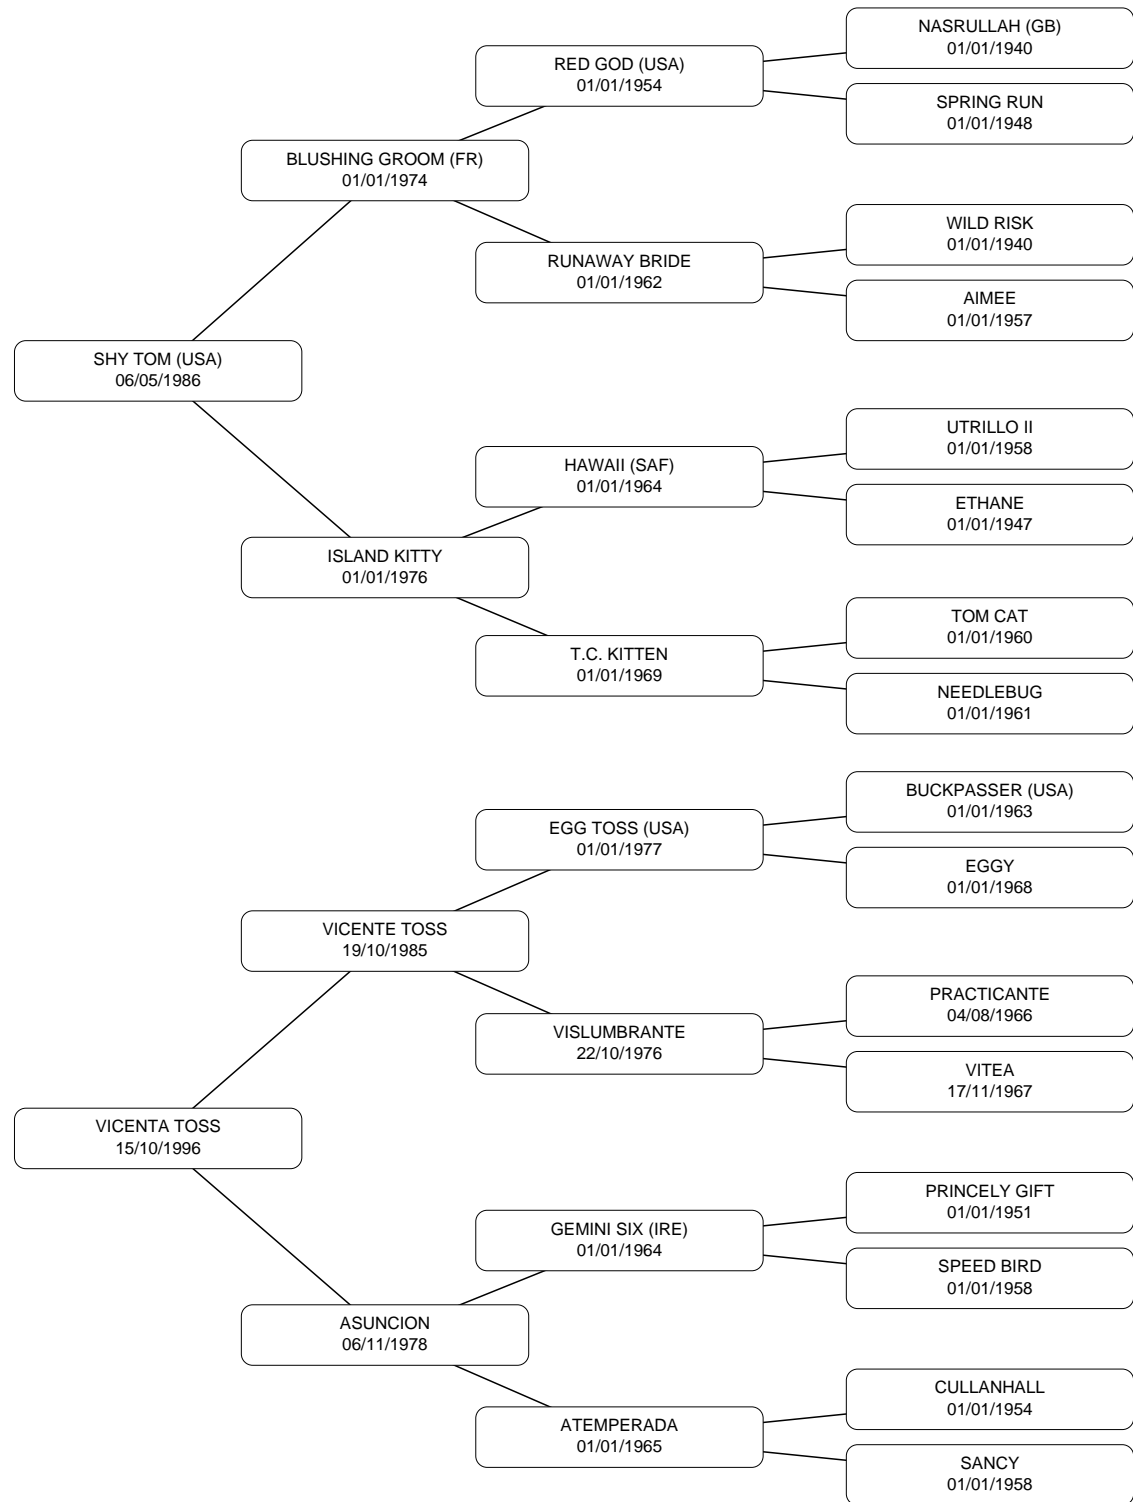 NASRULLAH (GB)
01/01/1940
RED GOD (USA)
01/01/1954
SPRING RUN
01/01/1948
BLUSHING GROOM (FR)
01/01/1974
WILD RISK
01/01/1940
RUNAWAY BRIDE
01/01/1962
AIMEE
01/01/1957
SHY TOM (USA)
06/05/1986
UTRILLO II
01/01/1958
HAWAII (SAF)
01/01/1964
ETHANE
01/01/1947
ISLAND KITTY
01/01/1976
TOM CAT
01/01/1960
T.C. KITTEN
01/01/1969
NEEDLEBUG
01/01/1961
BUCKPASSER (USA)
01/01/1963
EGG TOSS (USA)
01/01/1977
EGGY
01/01/1968
VICENTE TOSS
19/10/1985
PRACTICANTE
04/08/1966
VISLUMBRANTE
22/10/1976
VITEA
17/11/1967
VICENTA TOSS
15/10/1996
PRINCELY GIFT
01/01/1951
GEMINI SIX (IRE)
01/01/1964
SPEED BIRD
01/01/1958
ASUNCION
06/11/1978
CULLANHALL
01/01/1954
ATEMPERADA
01/01/1965
SANCY
01/01/1958